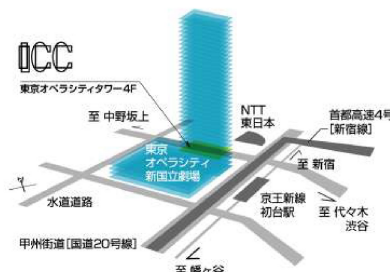 ICC
東京オペラシティタワー4F
至 中野坂上
NTT
東日本
首都高速4号
[新宿線]
東京
オペラシティ
新国立劇場
至 新宿
水道道路
京王新線
初台駅
至 代々木
渋谷
甲州街道[国道20号線]
至 幡ヶ谷